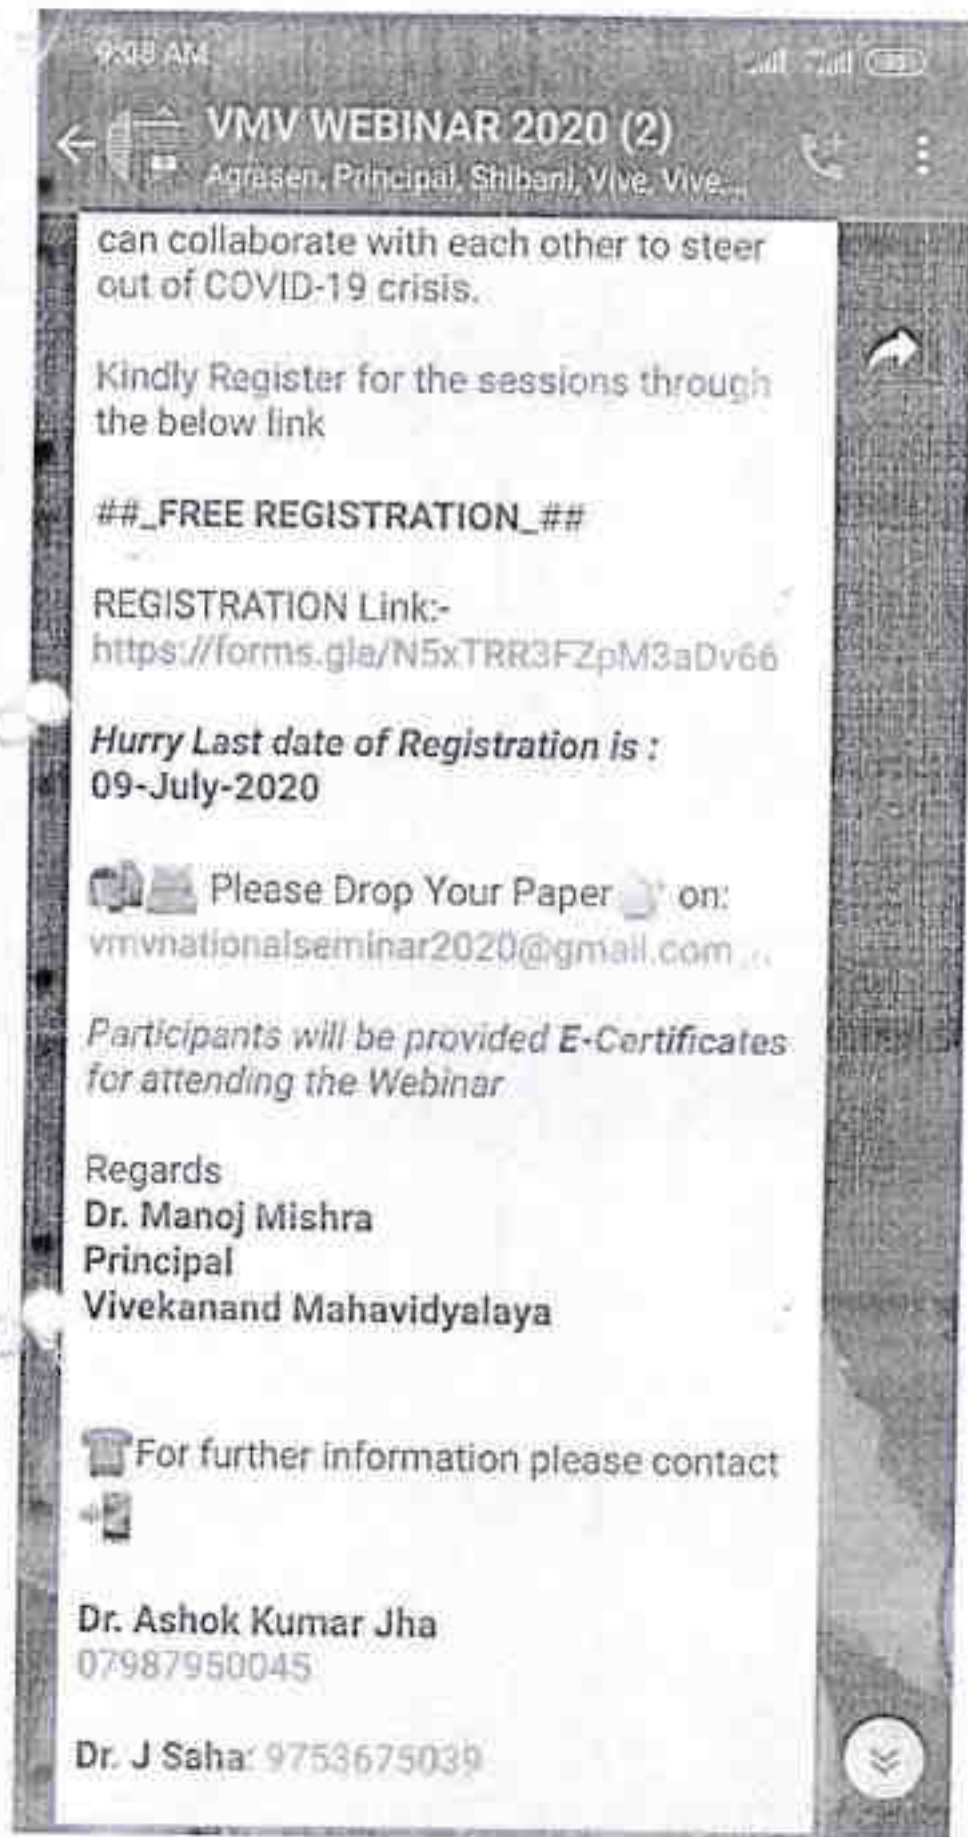 9:08 AM
VMV WEBINAR 2020 (2)
Agrasen, Principal, Shibani, Vive, Vive...
can collaborate with each other to steer
out of COVID-19 crisis.
Kindly Register for the sessions through
the below link
##_FREE REGISTRATION_##
REGISTRATION Link:-
https://forms.gle/N5xTRR3FZpM3aDv66
Hurry Last date of Registration is :
09-July-2020
Please Drop Your Paper on:
vmvnationalseminar2020@gmail.com
Participants will be provided E-Certificates
for attending the Webinar
Regards
Dr. Manoj Mishra
Principal
Vivekanand Mahavidyalaya
For further information please contact
Dr. Ashok Kumar Jha
07987950045
Dr. J Saha: 9753675039